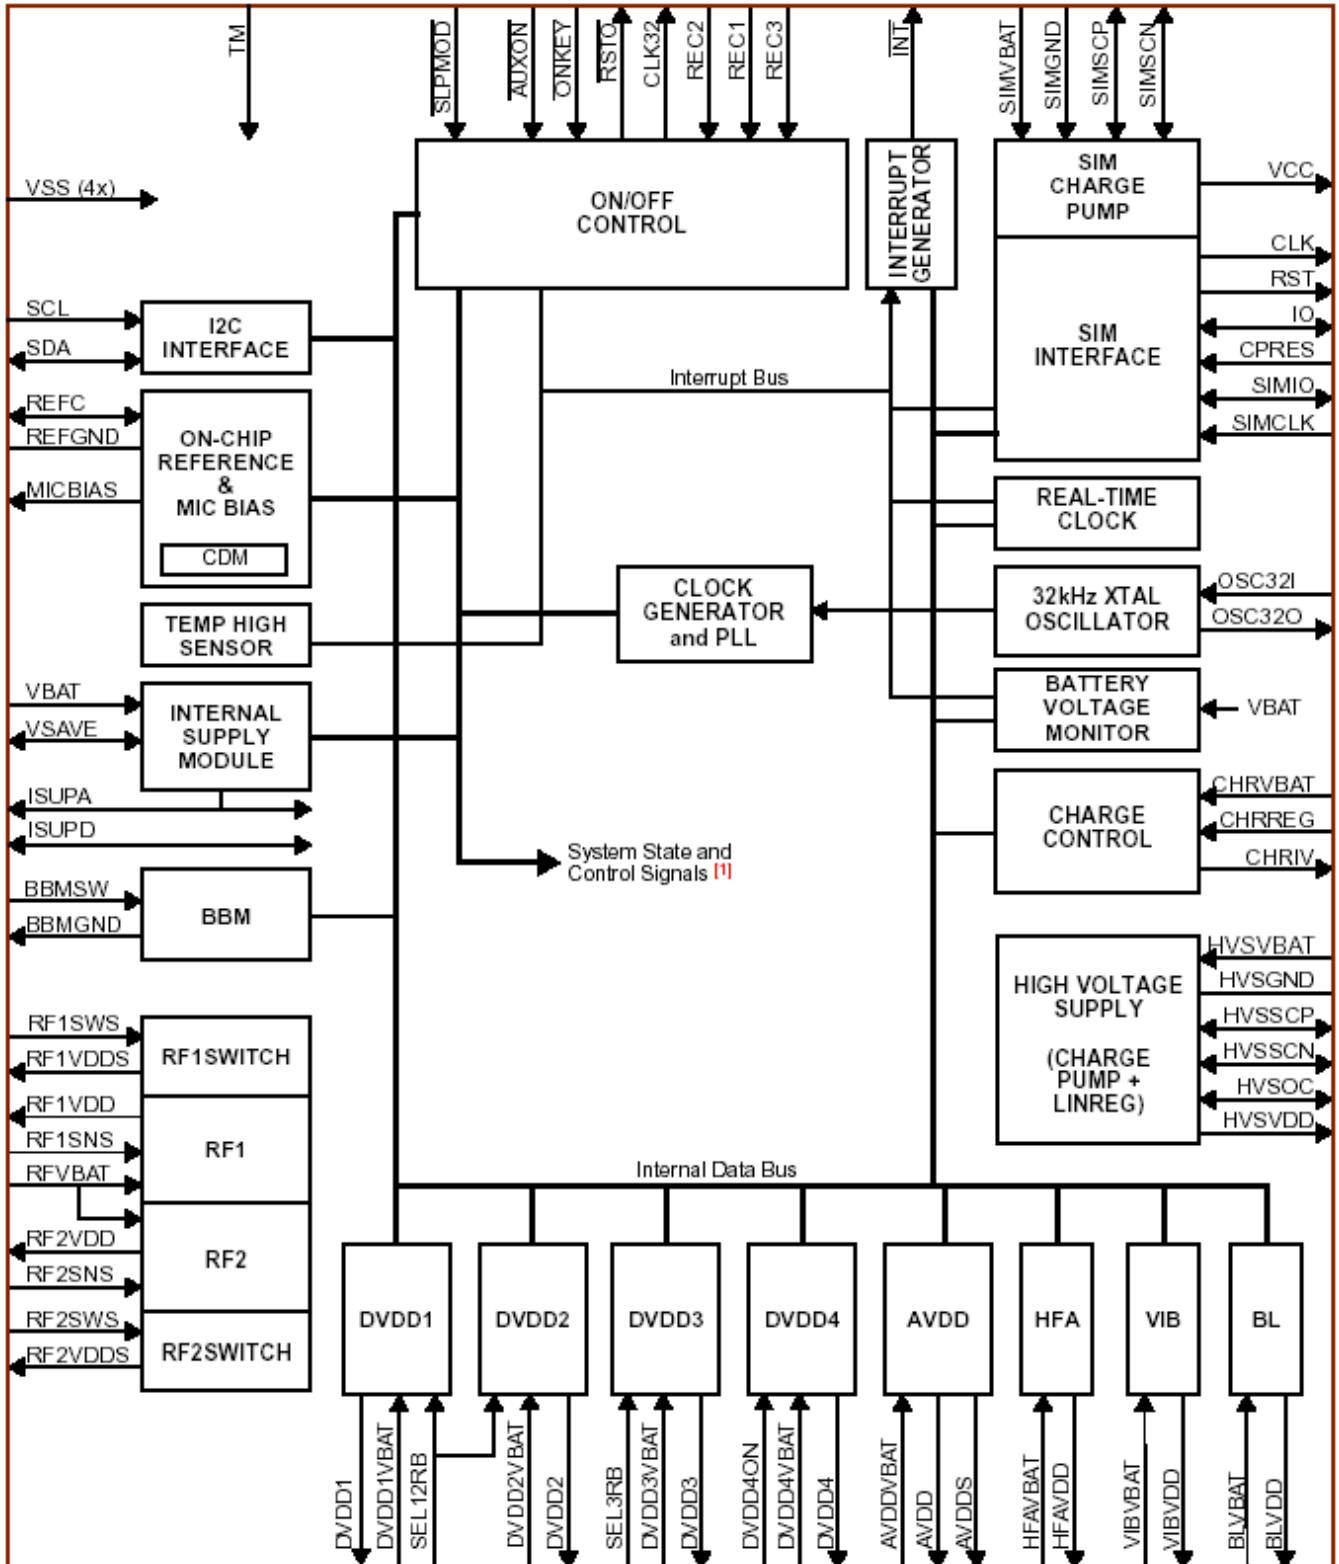 TM
SLPMOD
AUXON
ONKEY
RSTO
CLK32
REC2
REC1
REC3
INT
SIMVBAT
SIMGND
SIMSCP
SIMSCN
VSS (4x)
ON/OFF
CONTROL
INTERRUPT
GENERATOR
SIM
CHARGE
PUMP
VCC
CLK
RST
IO
CPRES
SIMIO
SIMCLK
SIM
INTERFACE
SCL
SDA
I2C
INTERFACE
Interrupt Bus
REFC
REFGND
MICBIAS
ON-CHIP
REFERENCE
&
MIC BIAS
CDM
REAL-TIME
CLOCK
TEMP HIGH
SENSOR
CLOCK
GENERATOR
and PLL
32kHz XTAL
OSCILLATOR
OSC32I
OSC32O
VBAT
VSAVE
INTERNAL
SUPPLY
MODULE
BATTERY
VOLTAGE
MONITOR
VBAT
ISUPA
ISUPD
System State and
Control Signals [1]
CHARGE
CONTROL
CHRVBAT
CHRREG
CHRIV
BBMSW
BBMGND
BBM
HIGH VOLTAGE
SUPPLY
(CHARGE
PUMP +
LINREG)
HVSVBAT
HVSGND
HVSSCP
HVSSCN
HVSOC
HVSVDD
RF1SWS
RF1VDDS
RF1VDD
RF1SNS
RFVBAT
RF2VDD
RF2SNS
RF2SWS
RF2VDDS
RF1SWITCH
RF1
RF2
RF2SWITCH
Internal Data Bus
DVDD1
DVDD2
DVDD3
DVDD4
AVDD
HFA
VIB
BL
DVDD1
DVDD1VBAT
SEL12RB
DVDD2VBAT
DVDD2
SEL3RB
DVDD3VBAT
DVDD3
DVDD4ON
DVDD4VBAT
DVDD4
AVDDVBAT
AVDD
AVDDS
HFAVBAT
HFAVDD
VIBVBAT
VIBVDD
BLVBAT
BLVDD